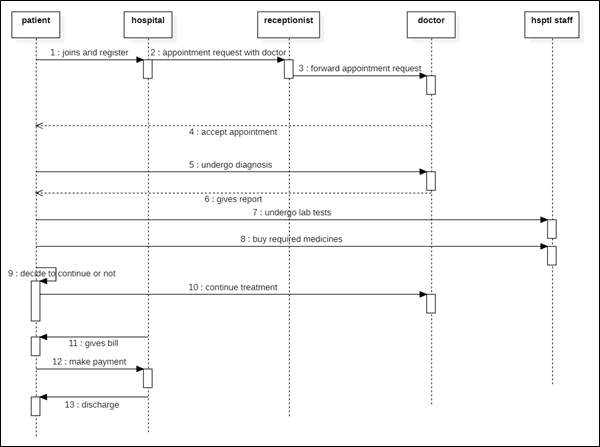 patient
hospital
receptionist
doctor
hsptl staff
1 : joins and register
2 : appointment request with doctor
3 : forward appointment request
4 : accept appointment
5 : undergo diagnosis
6 : gives report
7 : undergo lab tests
8 : buy required medicines
9 : decide to continue or not
10 : continue treatment
11 : gives bill
12 : make payment
13 : discharge